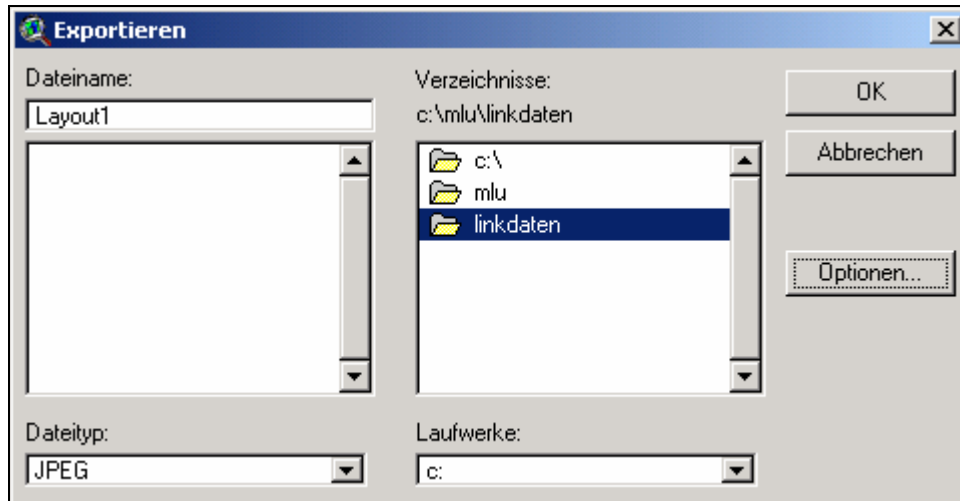 Exportieren
Dateiname:
Layout1
Verzeichnisse:
c:\mlu\linkdaten
c:\
mlu
linkdaten
OK
Abbrechen
Optionen...
Dateityp:
JPEG
Laufwerke:
c: